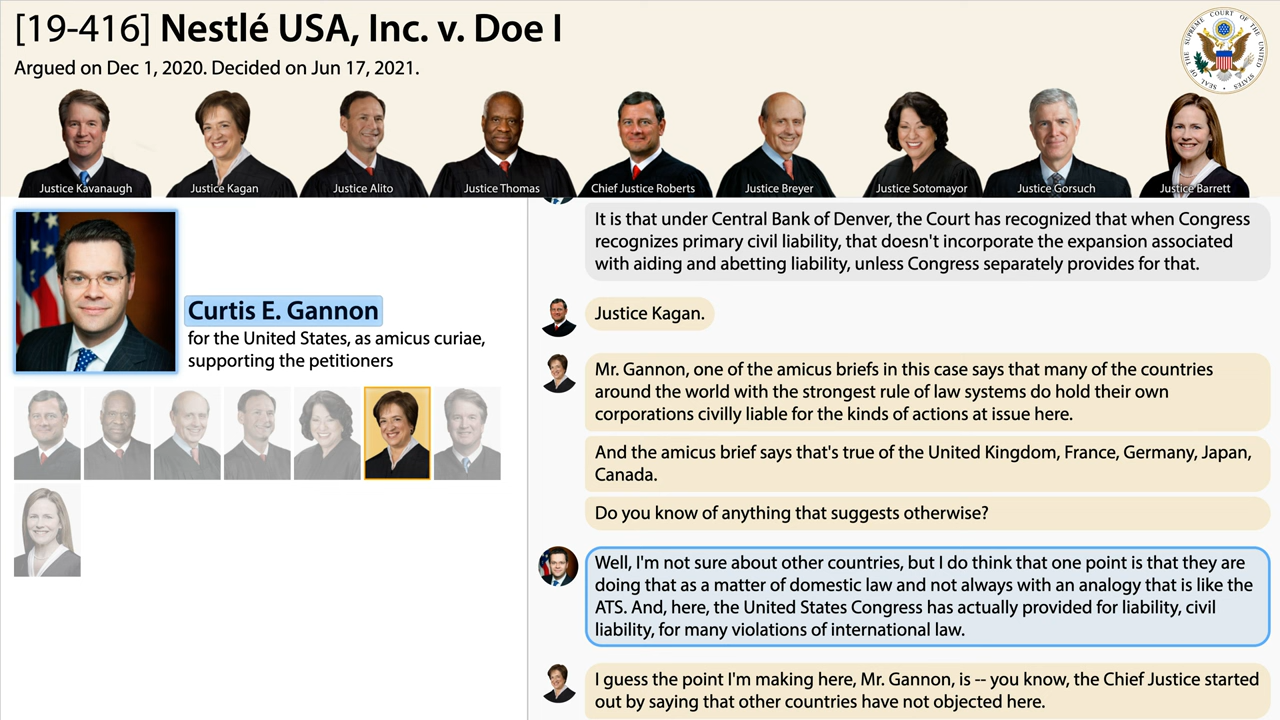 [19-416] Nestlé USA, Inc. v. Doe I
Argued on Dec 1, 2020. Decided on Jun 17, 2021.
SEAL OF THE SUPREME COURT OF THE UNITED STATES
Justice Kavanaugh
Justice Kagan
Justice Alito
Justice Thomas
Chief Justice Roberts
Justice Breyer
Justice Sotomayor
Justice Gorsuch
Justice Barrett
Curtis E. Gannon
for the United States, as amicus curiae,
supporting the petitioners
It is that under Central Bank of Denver, the Court has recognized that when Congress
recognizes primary civil liability, that doesn't incorporate the expansion associated
with aiding and abetting liability, unless Congress separately provides for that.
Justice Kagan.
Mr. Gannon, one of the amicus briefs in this case says that many of the countries
around the world with the strongest rule of law systems do hold their own
corporations civilly liable for the kinds of actions at issue here.
And the amicus brief says that's true of the United Kingdom, France, Germany, Japan,
Canada.
Do you know of anything that suggests otherwise?
Well, I'm not sure about other countries, but I do think that one point is that they are
doing that as a matter of domestic law and not always with an analogy that is like the
ATS. And, here, the United States Congress has actually provided for liability, civil
liability, for many violations of international law.
I guess the point I'm making here, Mr. Gannon, is -- you know, the Chief Justice started
out by saying that other countries have not objected here.